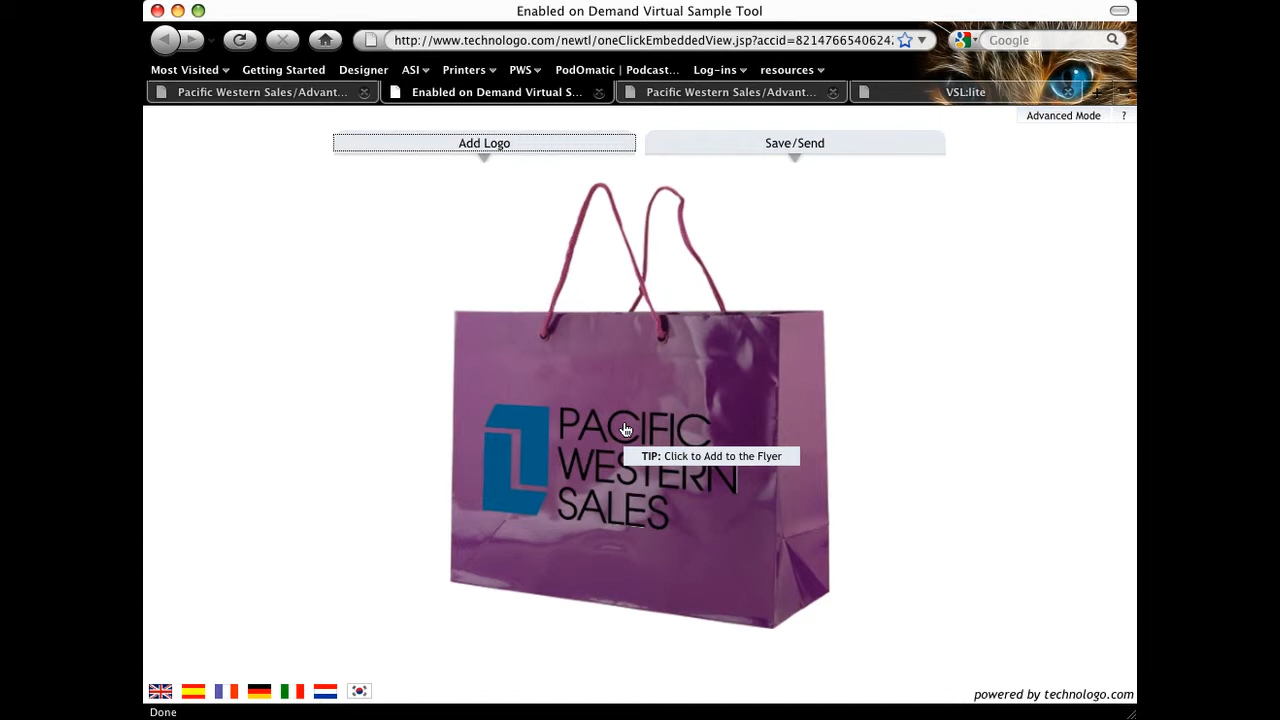 Enabled on Demand Virtual Sample Tool
http://www.technologo.com/newtl/oneClickEmbeddedView.jsp?accid=82147665406242
Google
Most Visited Getting Started Designer ASI Printers PWS PodOmatic | Podcast... Log-ins resources
Pacific Western Sales/Advant... Enabled on Demand Virtual S... Pacific Western Sales/Advant... VSL:lite
Advanced Mode ?
Add Logo Save/Send
PACIFIC
WESTERN
SALES
TIP: Click to Add to the Flyer
powered by technologo.com
Done